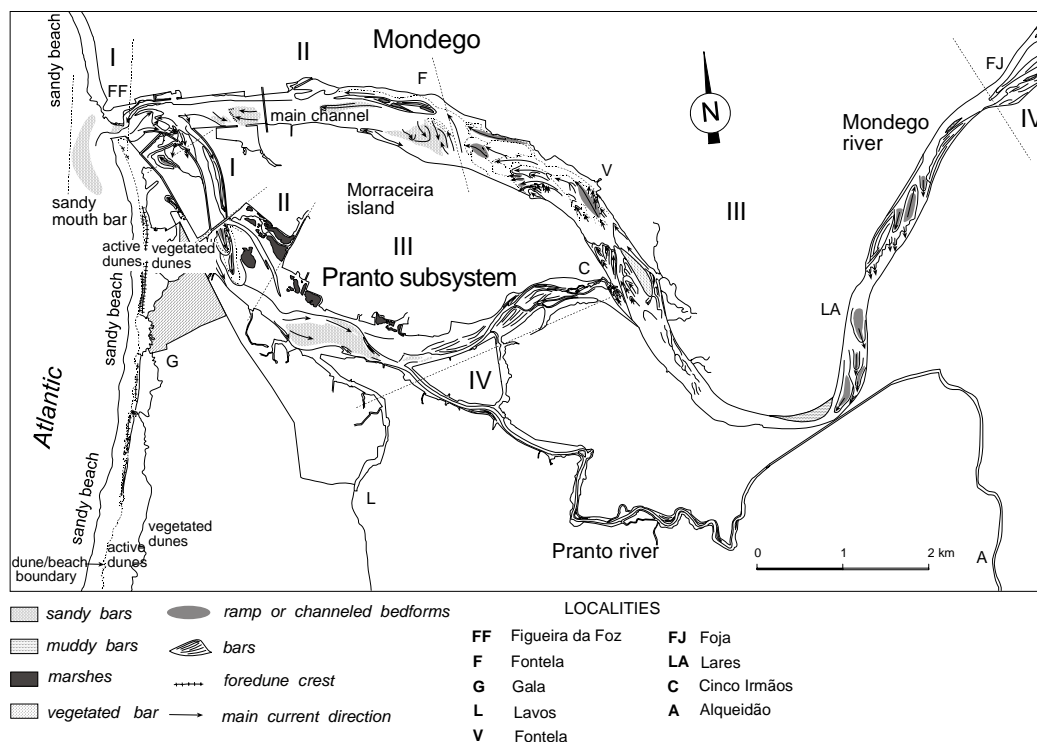 sandy beach
I
FF
II
Mondego
F
FJ
IV
main channel
N
Mondego
river
I
II
Morraceira
island
V
III
sandy
mouth bar
active
dunes
vegetated
dunes
III
Pranto subsystem
C
LA
sandy beach
G
IV
Atlantic
L
sandy beach
vegetated
dunes
active
dunes
dune/beach
boundary
Pranto river
0 1 2 km
A
sandy bars
ramp or channeled bedforms
muddy bars
bars
marshes
foredune crest
vegetated bar
main current direction
LOCALITIES
FF Figueira da Foz
F Fontela
G Gala
L Lavos
V Fontela
FJ Foja
LA Lares
C Cinco Irmãos
A Alqueidão